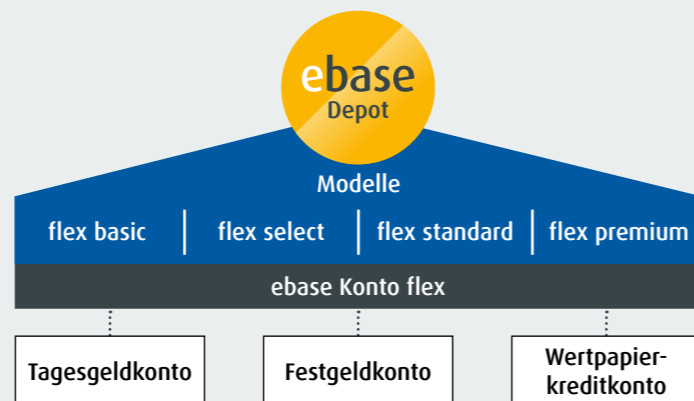 ebase
Depot
Modelle
flex basic
flex select
flex standard
flex premium
ebase Konto flex
Tagesgeldkonto
Festgeldkonto
Wertpapier-
kreditkonto